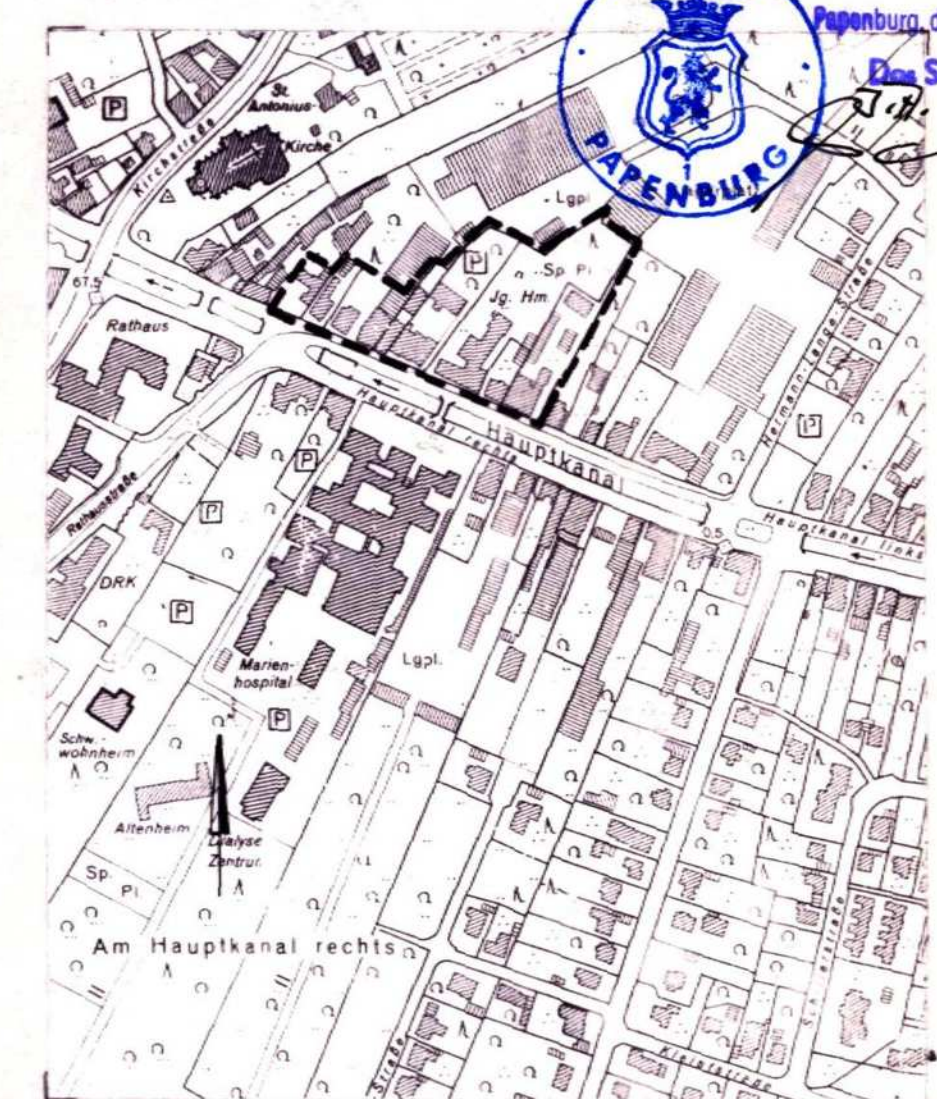 Papenburg, d
Das S
PAPENBURG
1
P
St.
Antonius-
Kirche
Kirchstraße
Lgpl
P
Sp. Pl.
Jg. Hm.
67.5
Rathaus
Hermann-Lange-Straße
P
Hauptkanal rechts
Hauptkanal
P
Rathausstraße
P
0,5
Hauptkanal links
DRK
P
Marien-
hospital
Lgpl.
P
Schw.-
wohnheim
Altenheim
Dialyse
Zentrum
Sp.
Pl.
Am Hauptkanal rechts
Straße
Kleiststraße